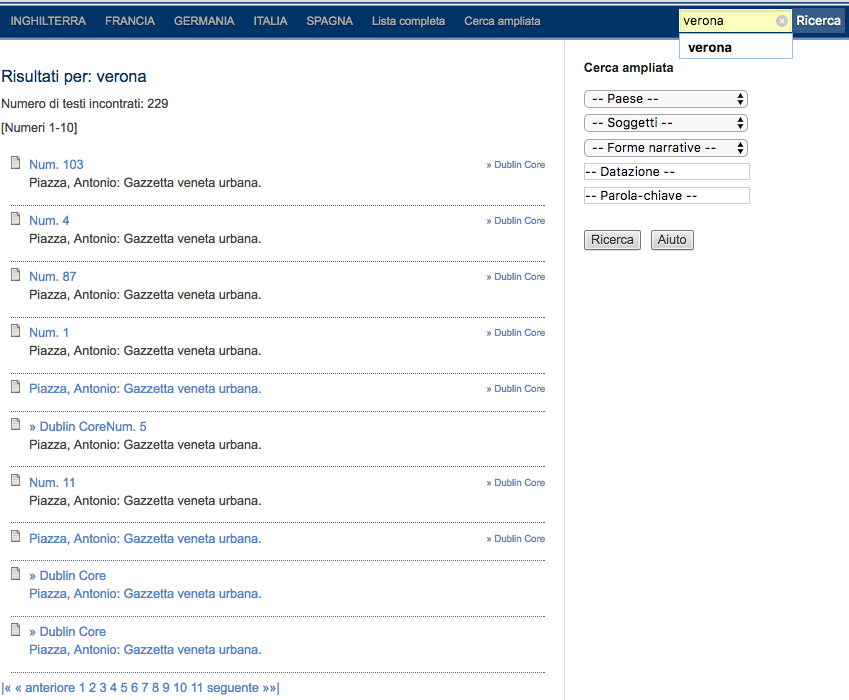 INGHILTERRA FRANCIA GERMANIA ITALIA SPAGNA Lista completa Cerca ampliata verona Ricerca
verona
Risultati per: verona
Numero di testi incontrati: 229
[Numeri 1-10]
Num. 103 » Dublin Core
Piazza, Antonio: Gazzetta veneta urbana.
Num. 4 » Dublin Core
Piazza, Antonio: Gazzetta veneta urbana.
Num. 87 » Dublin Core
Piazza, Antonio: Gazzetta veneta urbana.
Num. 1 » Dublin Core
Piazza, Antonio: Gazzetta veneta urbana.
Piazza, Antonio: Gazzetta veneta urbana. » Dublin Core
» Dublin CoreNum. 5
Piazza, Antonio: Gazzetta veneta urbana.
Num. 11 » Dublin Core
Piazza, Antonio: Gazzetta veneta urbana.
Piazza, Antonio: Gazzetta veneta urbana. » Dublin Core
» Dublin Core
Piazza, Antonio: Gazzetta veneta urbana.
» Dublin Core
Piazza, Antonio: Gazzetta veneta urbana.
|« « anteriore 1 2 3 4 5 6 7 8 9 10 11 seguente »»|
Cerca ampliata
-- Paese --
-- Soggetti --
-- Forme narrative --
-- Datazione --
-- Parola-chiave --
Ricerca Aiuto